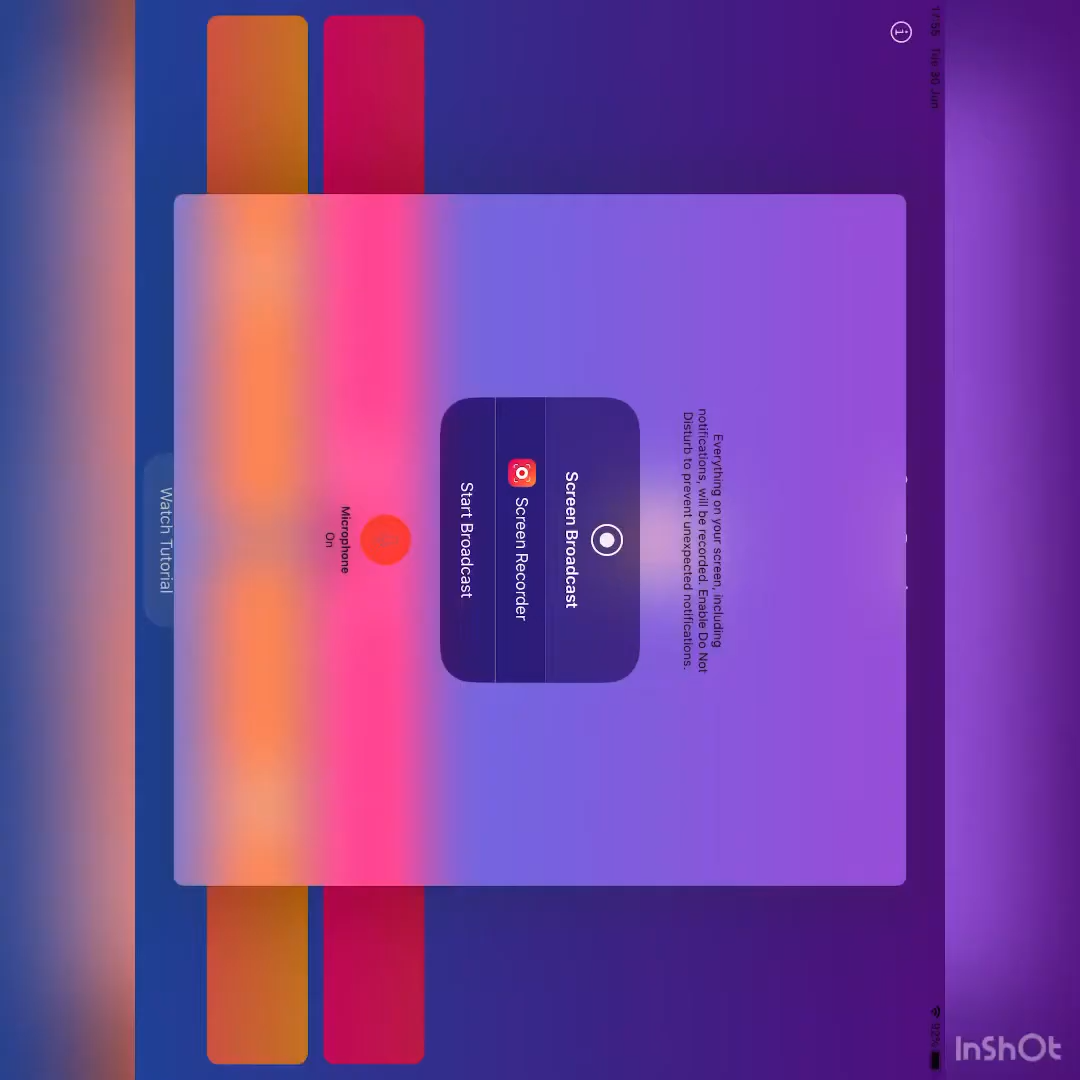 17:55 Tue 30 Jun
92%
Everything on your screen, including
notifications, will be recorded. Enable Do Not
Disturb to prevent unexpected notifications.
Screen Broadcast
Screen Recorder
Start Broadcast
Microphone
On
Watch Tutorial
InShOt